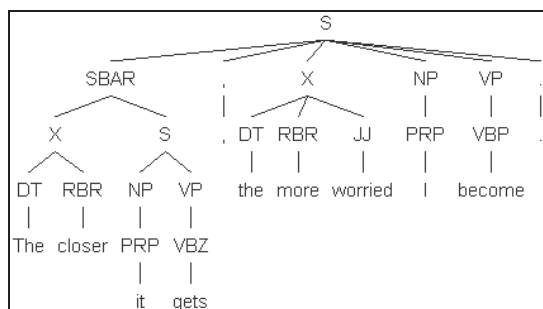 S
SBAR , X NP VP .
X S , DT RBR JJ PRP VBP .
DT RBR NP VP the more worried I become
The closer PRP VBZ
it gets